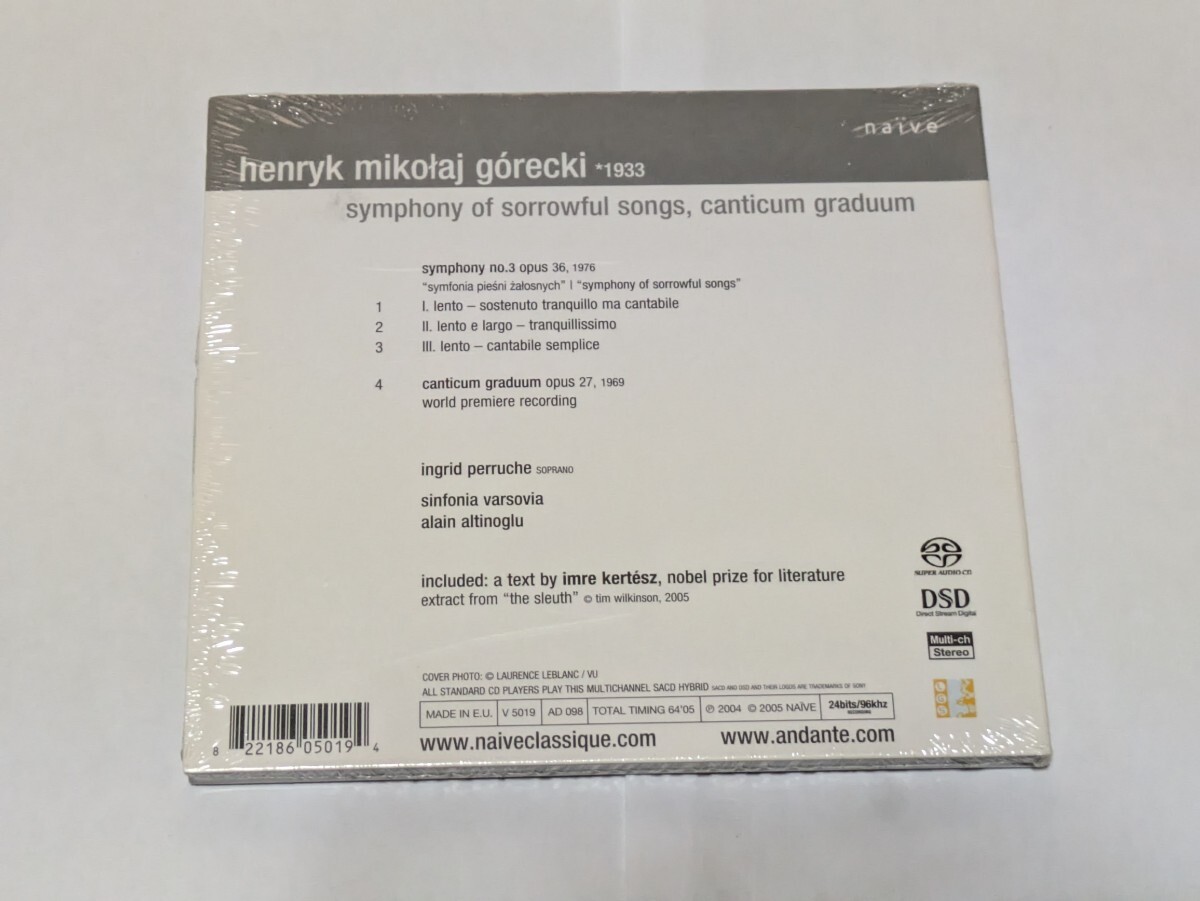 naïve
henryk mikołaj górecki *1933
symphony of sorrowful songs, canticum graduum
symphony no.3 opus 36, 1976
"symfonia pieśni żałosnych" | "symphony of sorrowful songs"
1 I. lento – sostenuto tranquillo ma cantabile
2 II. lento e largo – tranquillissimo
3 III. lento – cantabile semplice
4 canticum graduum opus 27, 1969
world premiere recording
ingrid perruche SOPRANO
sinfonia varsovia
alain altinoglu
included: a text by imre kertész, nobel prize for literature
extract from "the sleuth" © tim wilkinson, 2005
SUPER AUDIO CD
DSD
Direct Stream Digital
Multi-ch
Stereo
COVER PHOTO: © LAURENCE LEBLANC / VU
ALL STANDARD CD PLAYERS PLAY THIS MULTICHANNEL SACD HYBRID SACD AND DSD AND THEIR LOGOS ARE TRADEMARKS OF SONY
MADE IN E.U. V 5019 AD 098 TOTAL TIMING 64'05 ℗ 2004 © 2005 NAÏVE 24bits/96khz
RECORDING
www.naiveclassique.com www.andante.com
8 22186 05019 4